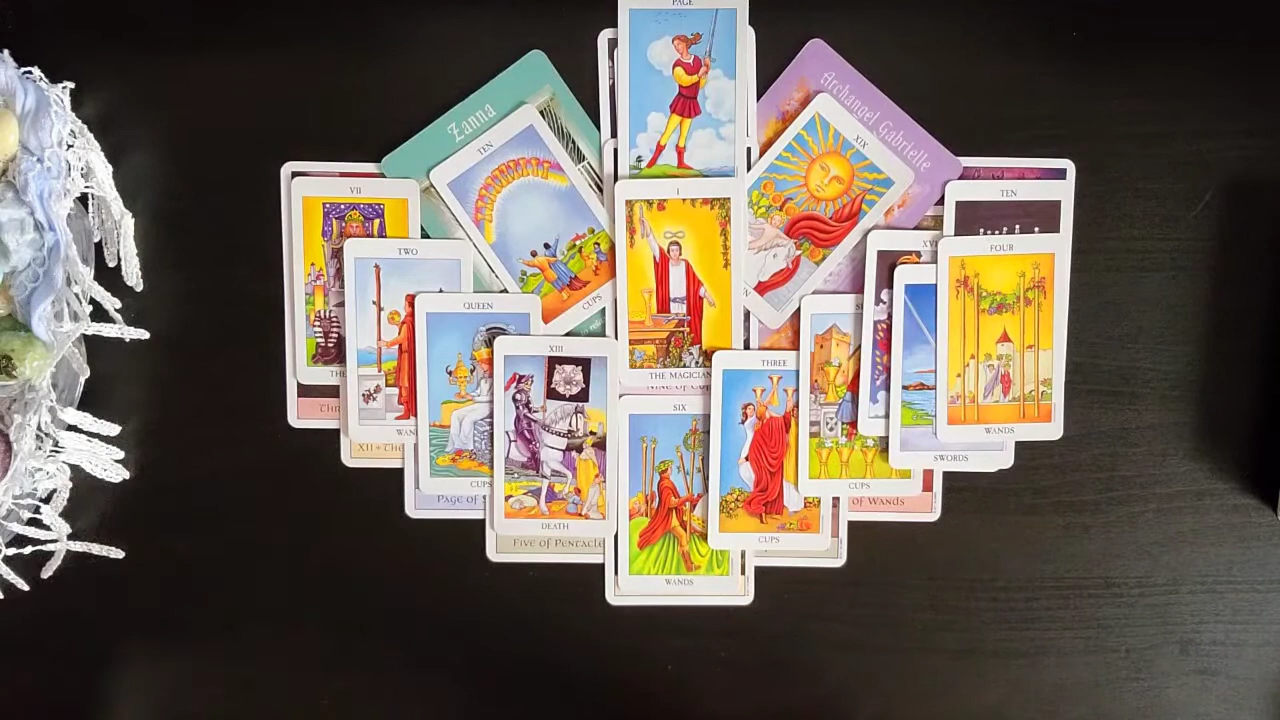 PAGE
Zanna
Archangel Gabrielle
TEN
XIX
VII
I
TEN
TWO
FOUR
QUEEN
CUPS
XIII
THREE
THE MAGICIAN
NINE OF CUPS
SIX
WANDS
XII • THE
SWORDS
CUPS
CUPS
PAGE OF
OF WANDS
DEATH
CUPS
FIVE OF PENTACLE
WANDS